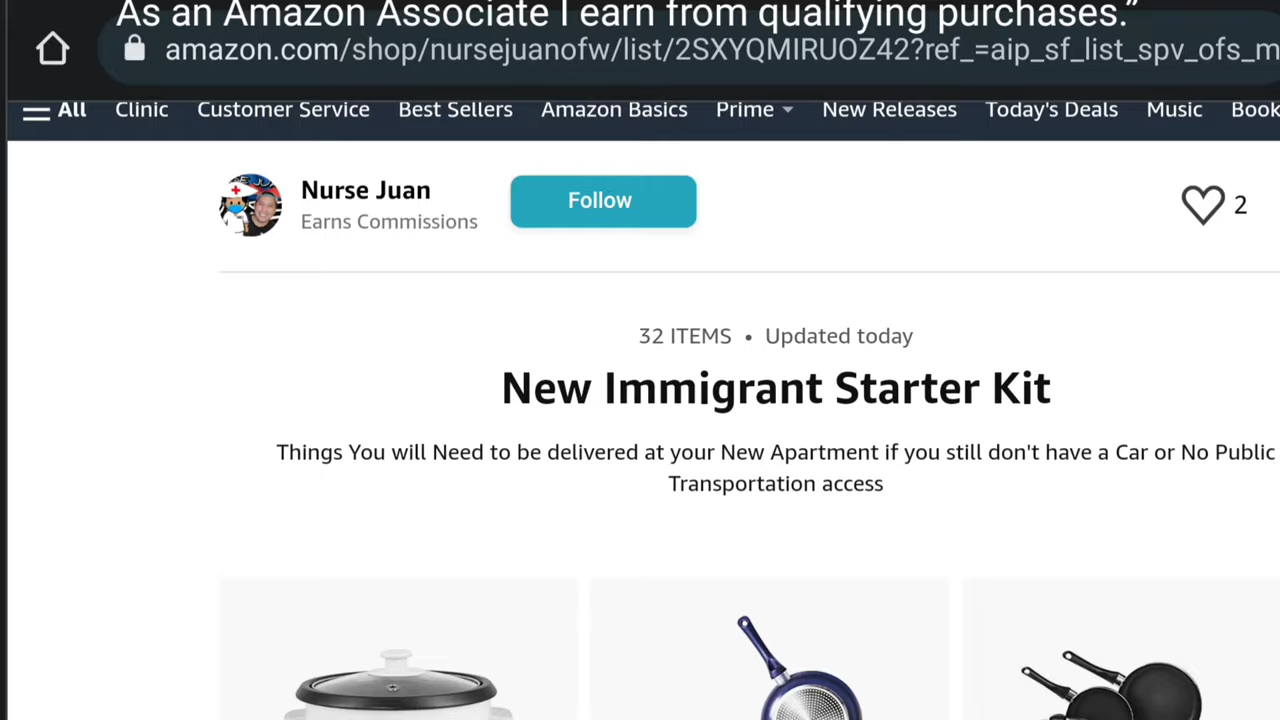 As an Amazon Associate I earn from qualifying purchases.”
amazon.com/shop/nursejuanofw/list/2SXYQMIRUOZ42?ref_=aip_sf_list_spv_ofs_m
All Clinic Customer Service Best Sellers Amazon Basics Prime New Releases Today's Deals Music Book
Nurse Juan
Earns Commissions
Follow
2
32 ITEMS • Updated today
New Immigrant Starter Kit
Things You will Need to be delivered at your New Apartment if you still don't have a Car or No Public
Transportation access